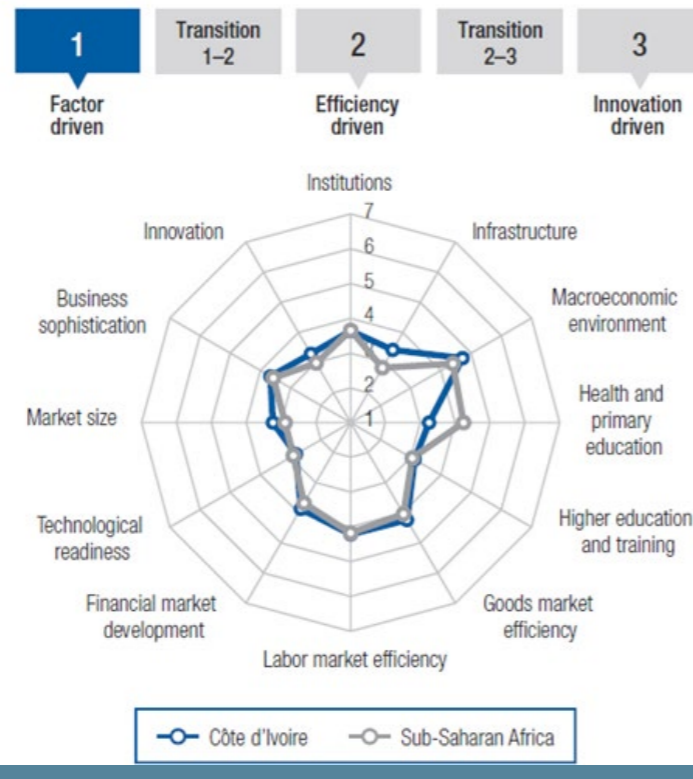 1
Transition
1–2
2
Transition
2–3
3
Factor
driven
Efficiency
driven
Innovation
driven
Institutions
7
Innovation
Infrastructure
6
5
Business
sophistication
Macroeconomic
environment
4
2
Market size
1
Health and
primary
education
Technological
readiness
Higher education
and training
Financial market
development
Goods market
efficiency
Labor market efficiency
Côte d'Ivoire
Sub-Saharan Africa